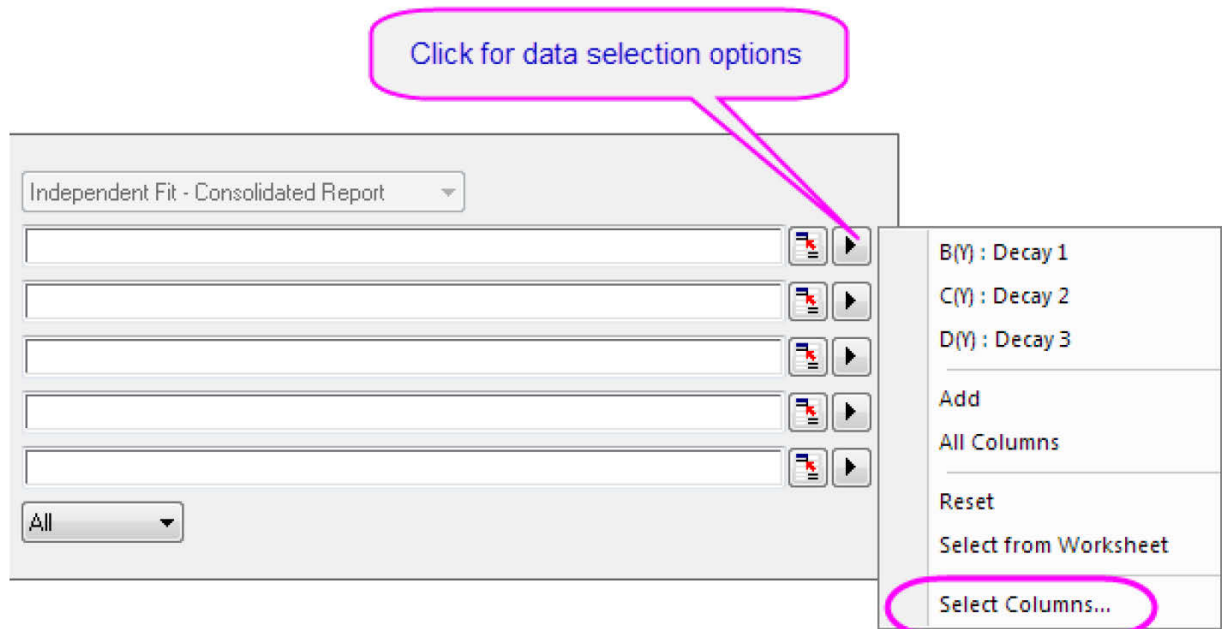 Click for data selection options
Independent Fit - Consolidated Report
B(Y) : Decay 1
C(Y) : Decay 2
D(Y) : Decay 3
Add
All Columns
Reset
Select from Worksheet
All
Select Columns...